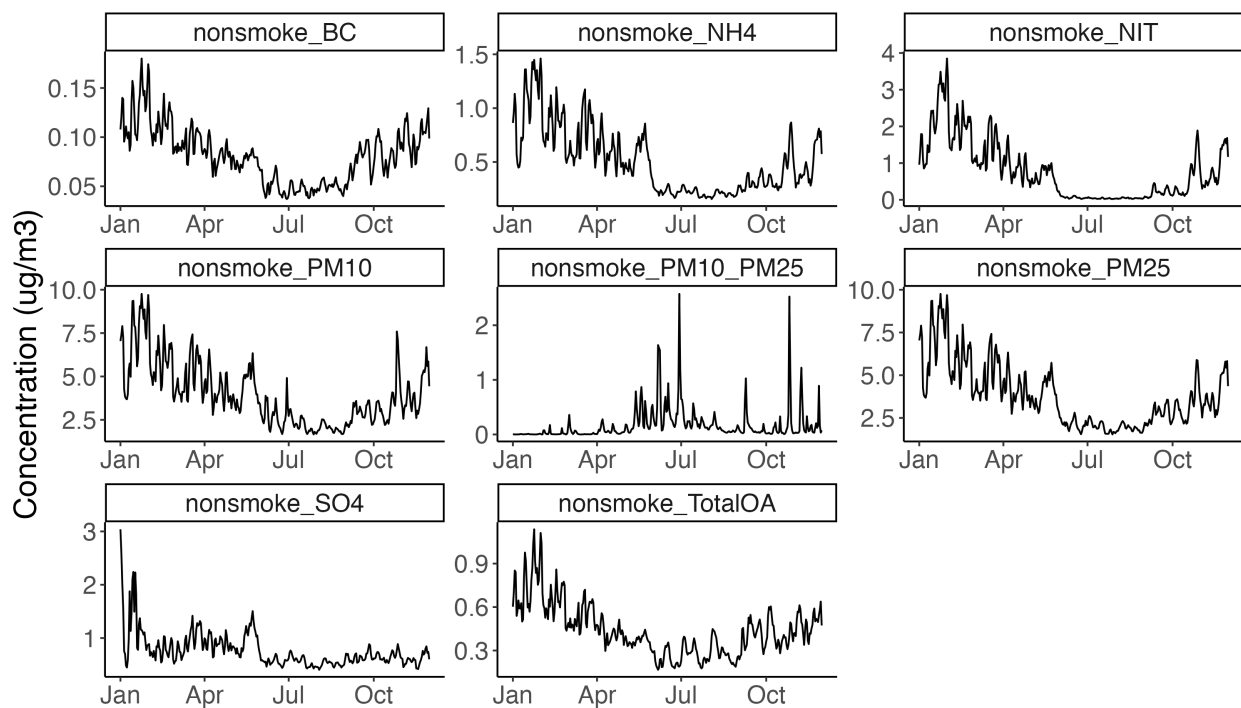 Concentration (ug/m3)
nonsmoke_BC
0.15
0.10
0.05
Jan Apr Jul Oct
nonsmoke_NH4
1.5
1.0
0.5
Jan Apr Jul Oct
nonsmoke_NIT
4
3
2
1
0
Jan Apr Jul Oct
nonsmoke_PM10
10.0
7.5
5.0
2.5
Jan Apr Jul Oct
nonsmoke_PM10_PM25
2
1
0
Jan Apr Jul Oct
nonsmoke_PM25
10.0
7.5
5.0
2.5
Jan Apr Jul Oct
nonsmoke_SO4
3
2
1
Jan Apr Jul Oct
nonsmoke_TotalOA
0.9
0.6
0.3
Jan Apr Jul Oct